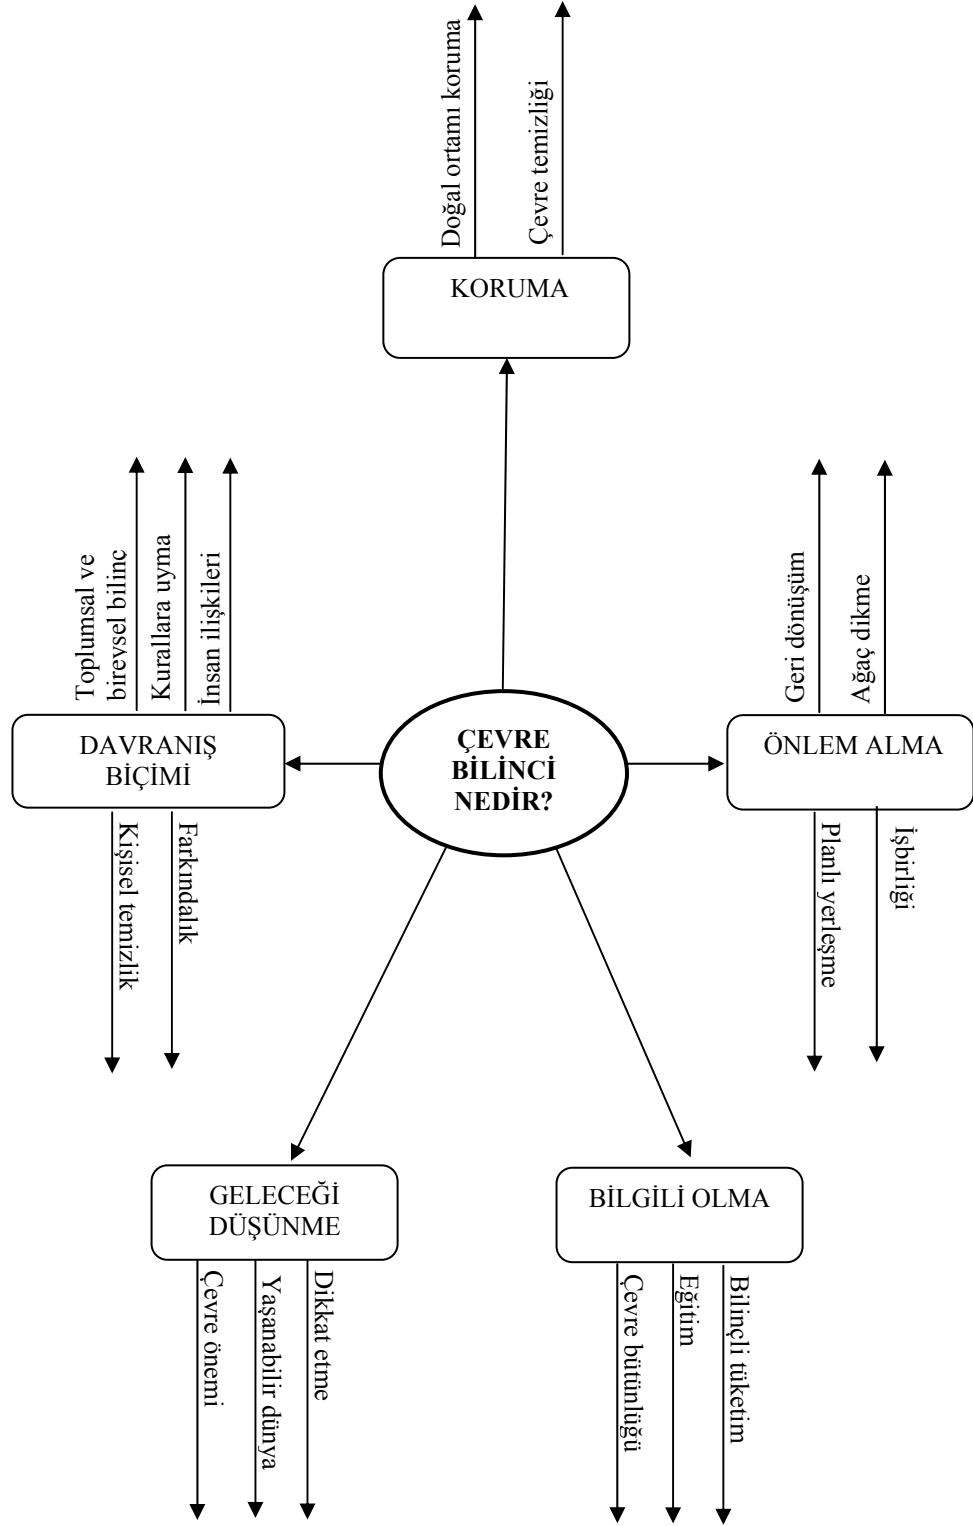 Doğal ortamı koruma
Çevre temizliği
KORUMA
Toplumsal ve
birevsel bilinc
Kurallara uyma
İnsan ilişkileri
Geri dönüşüm
Ağaç dikme
DAVRANIŞ
BİÇİMİ
ÇEVRE
BİLİNCİ
NEDİR?
ÖNLEM ALMA
Kişisel temizlik
Farkındalık
Planlı yerleşme
İşbirliği
GELECEĞİ
DÜŞÜNME
BİLGİLİ OLMA
Çevre önemi
Yaşanabilir dünya
Dikkat etme
Çevre bütünlüğü
Eğitim
Bilinçli tüketim